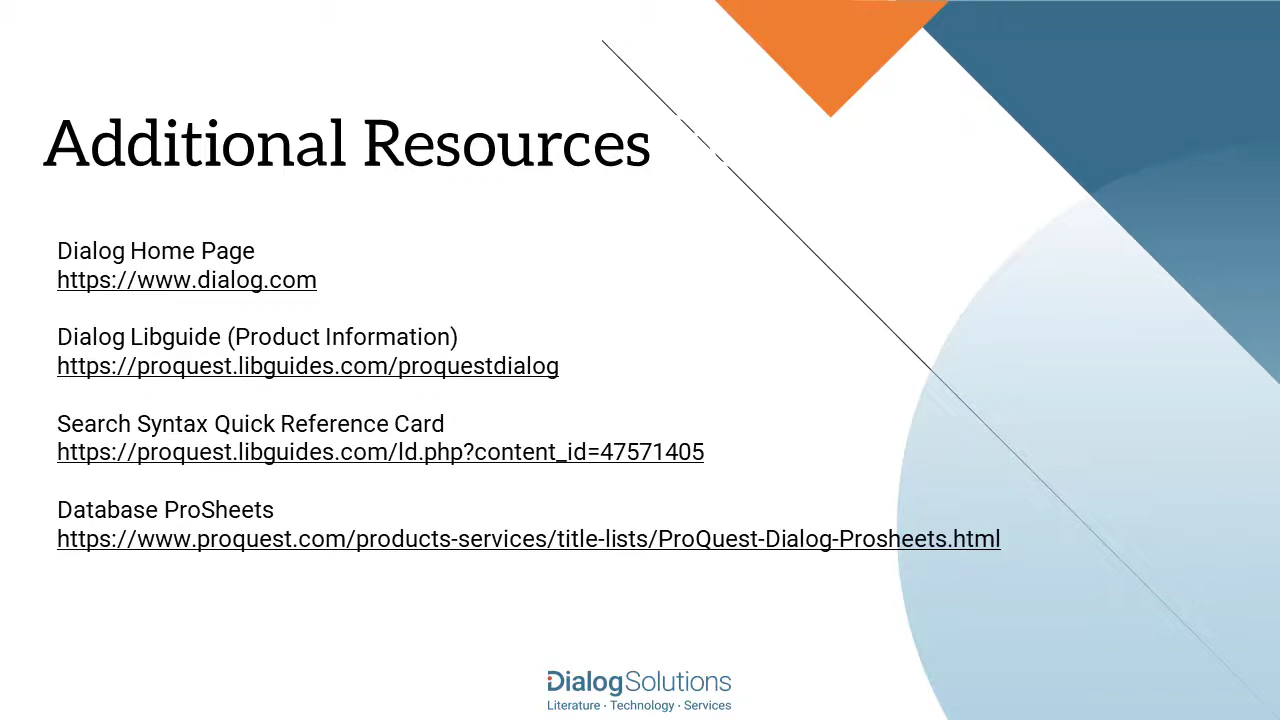 Additional Resources
Dialog Home Page
https://www.dialog.com
Dialog Libguide (Product Information)
https://proquest.libguides.com/proquestdialog
Search Syntax Quick Reference Card
https://proquest.libguides.com/ld.php?content_id=47571405
Database ProSheets
https://www.proquest.com/products-services/title-lists/ProQuest-Dialog-Prosheets.html
DialogSolutions
Literature · Technology · Services